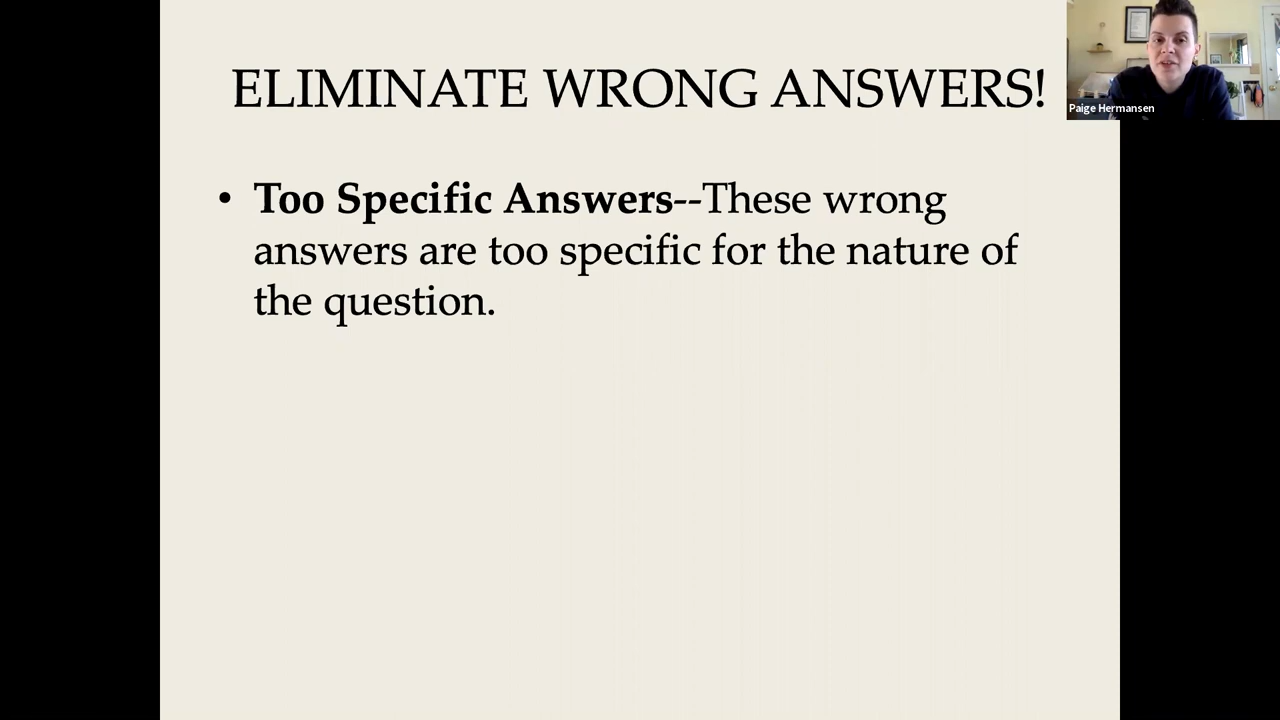 ELIMINATE WRONG ANSWERS!
Paige Hermansen
• Too Specific Answers--These wrong
answers are too specific for the nature of
the question.